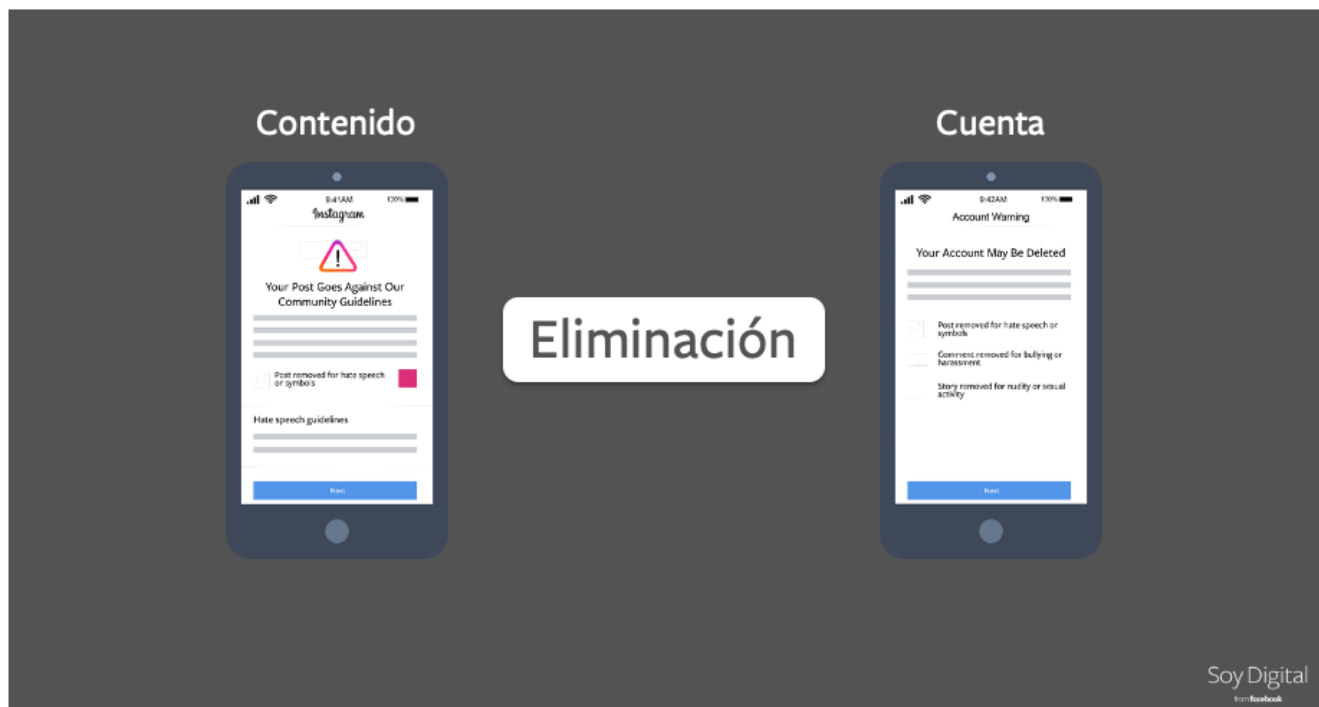 Contenido
9:41AM
100%
Instagram
Your Post Goes Against Our
Community Guidelines
Post removed for hate speech
or symbols
Hate speech guidelines
Next
Eliminación
Cuenta
9:42AM
100%
Account Warning
Your Account May Be Deleted
Post removed for hate speech or
symbols
Comment removed for bullying or
harassment
Story removed for nudity or sexual
activity
Next
Soy Digital
from facebook